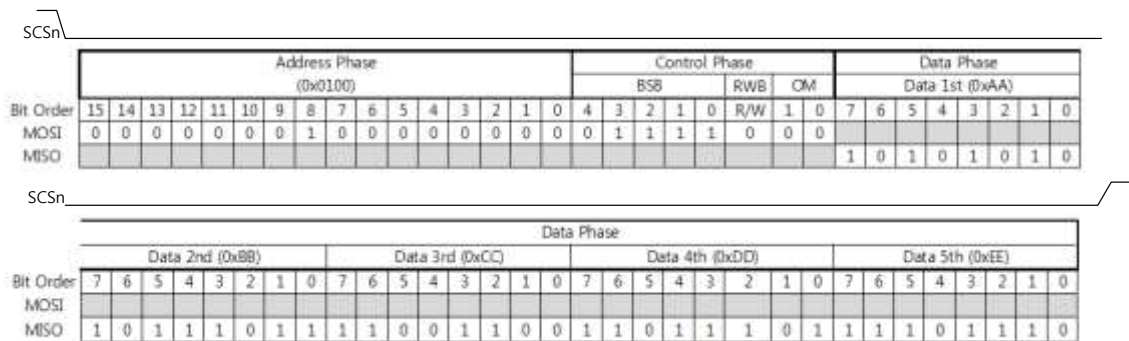 SCSn
Address Phase Control Phase Data Phase
(0x0100) BSB RWB OM Data 1st (0xAA)
Bit Order 15 14 13 12 11 10 9 8 7 6 5 4 3 2 1 0 4 3 2 1 0 R/W 1 0 7 6 5 4 3 2 1 0
MOSI 0 0 0 0 0 0 0 1 0 0 0 0 0 0 0 0 0 1 1 1 1 0 0 0
MISO 1 0 1 0 1 0 1 0
SCSn
Data Phase
Data 2nd (0xBB) Data 3rd (0xCC) Data 4th (0xDD) Data 5th (0xEE)
Bit Order 7 6 5 4 3 2 1 0 7 6 5 4 3 2 1 0 7 6 5 4 3 2 1 0 7 6 5 4 3 2 1 0
MOSI
MISO 1 0 1 1 1 0 1 1 1 1 0 0 1 1 0 0 1 1 0 1 1 1 0 1 1 1 1 0 1 1 1 0